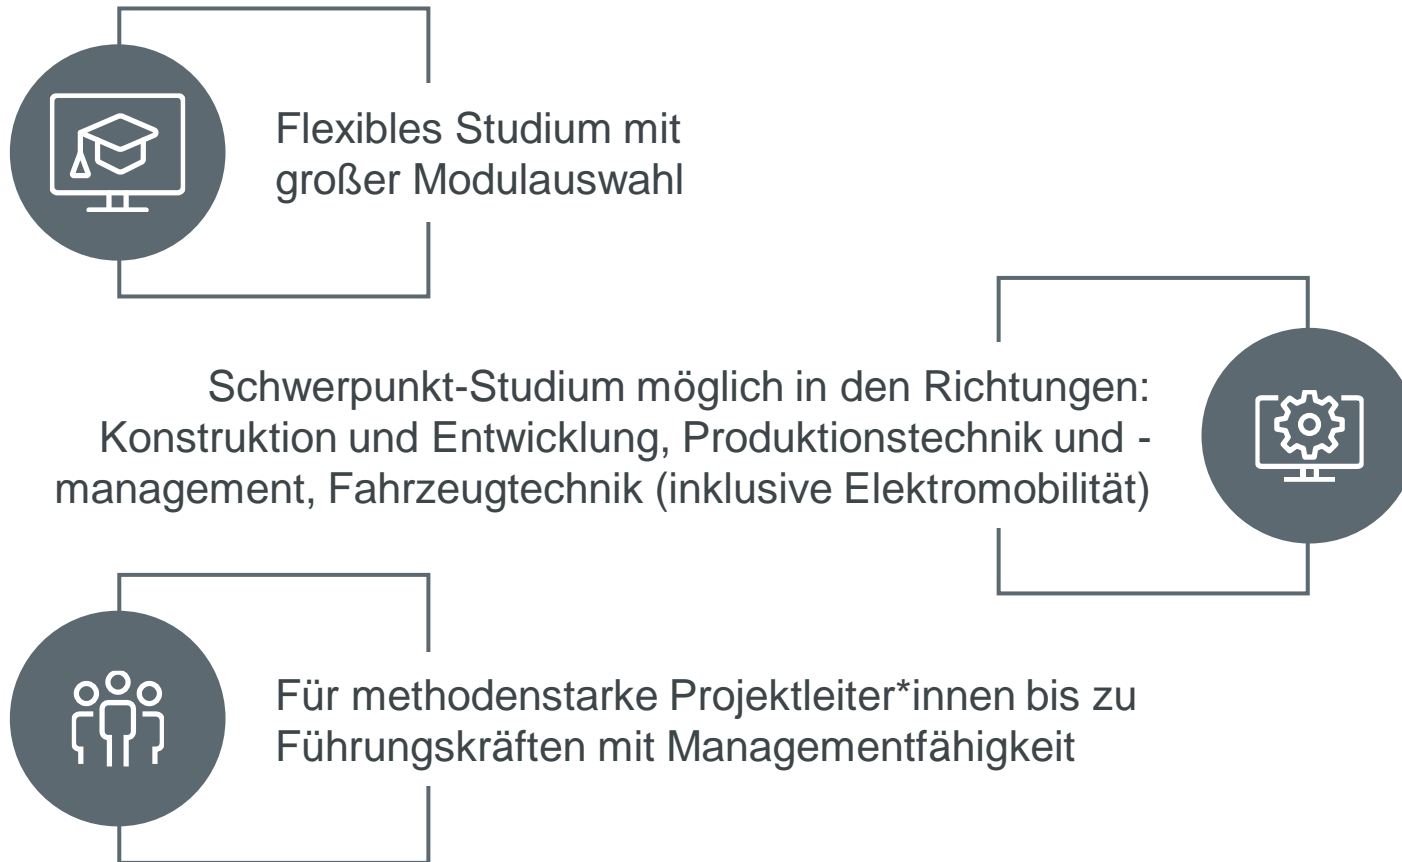 Flexibles Studium mit
großer Modulauswahl
Schwerpunkt-Studium möglich in den Richtungen:
Konstruktion und Entwicklung, Produktionstechnik und -
management, Fahrzeugtechnik (inklusive Elektromobilität)
Für methodenstarke Projektleiter*innen bis zu
Führungskräften mit Managementfähigkeit